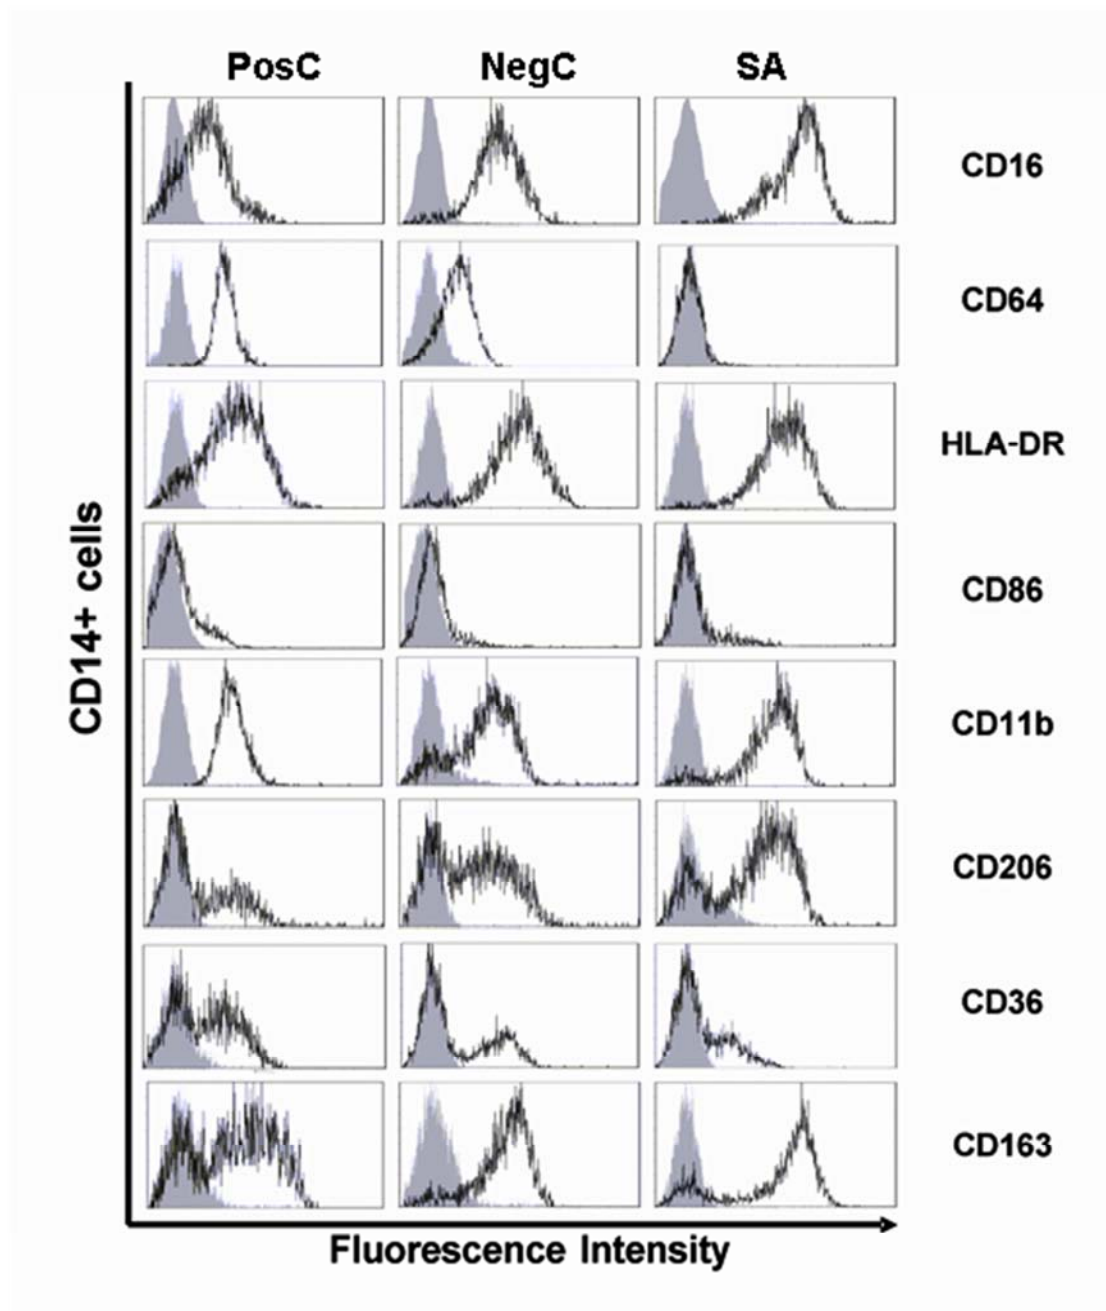 PosC NegC SA
CD16
CD64
HLA-DR
CD86
CD14+ cells
CD11b
CD206
CD36
CD163
Fluorescence Intensity